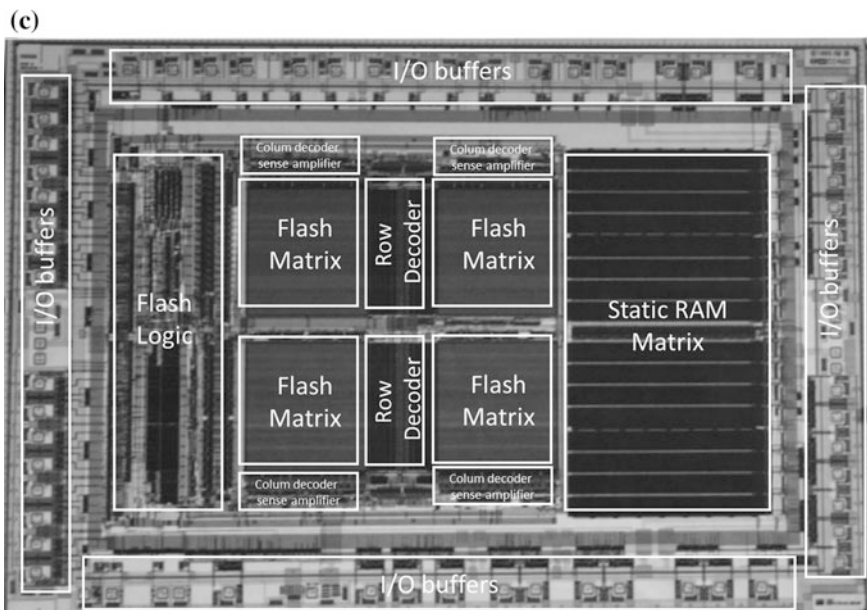 (c)
I/O buffers
I/O buffers
Colum decoder
sense amplifier
Colum decoder
sense amplifier
Flash
Matrix
Row
Decoder
Flash
Matrix
Flash
Logic
Static RAM
Matrix
I/O buffers
Flash
Matrix
Row
Decoder
Flash
Matrix
Colum decoder
sense amplifier
Colum decoder
sense amplifier
I/O buffers